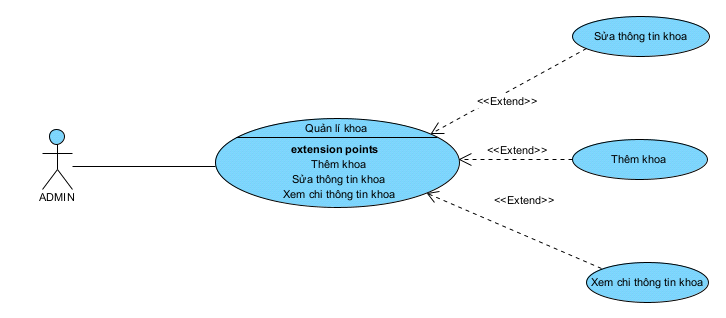 Sửa thông tin khoa
<<Extend>>
Quản lí khoa
extension points
Thêm khoa
Sửa thông tin khoa
Xem chi thông tin khoa
<<Extend>>
Thêm khoa
ADMIN
<<Extend>>
Xem chi thông tin khoa